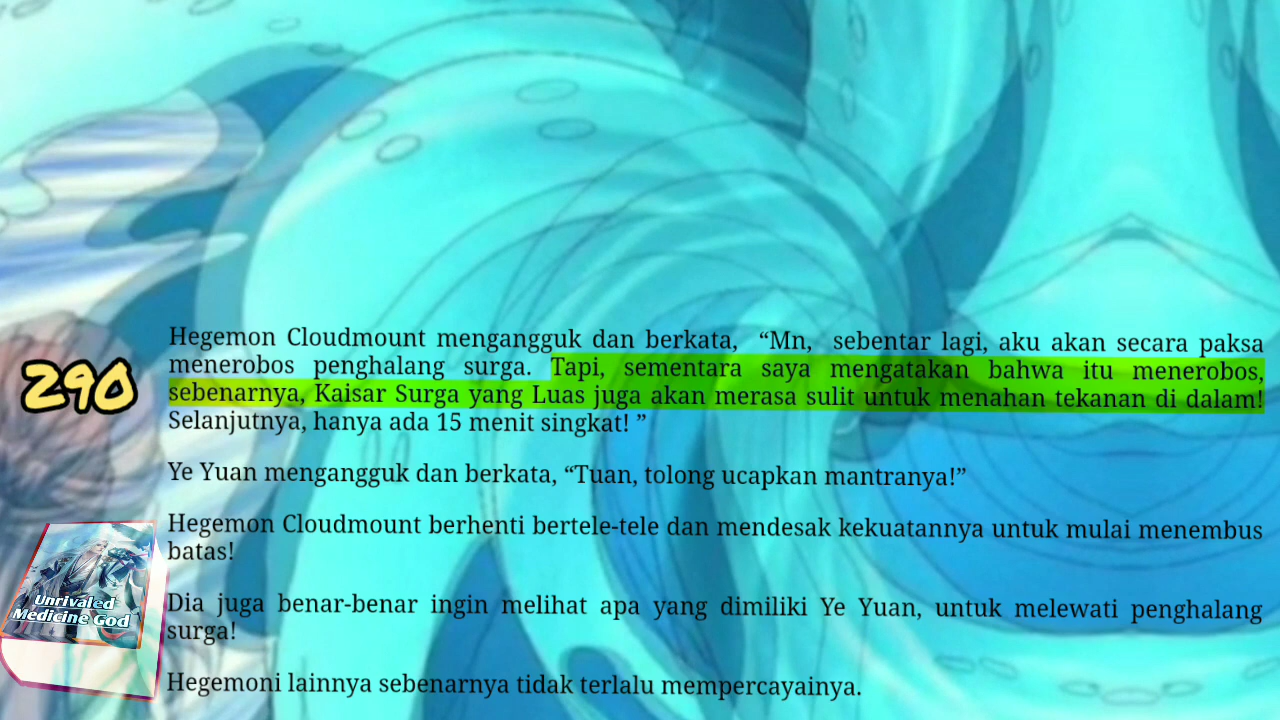 Hegemon Cloudmount mengangguk dan berkata, “Mn, sebentar lagi, aku akan secara paksa
menerobos penghalang surga. Tapi, sementara saya mengatakan bahwa itu menerobos,
sebenarnya, Kaisar Surga yang Luas juga akan merasa sulit untuk menahan tekanan di dalam!
Selanjutnya, hanya ada 15 menit singkat! ”
290
Ye Yuan mengangguk dan berkata, “Tuan, tolong ucapkan mantranya!”
Hegemon Cloudmount berhenti bertele-tele dan mendesak kekuatannya untuk mulai menembus
batas!
Dia juga benar-benar ingin melihat apa yang dimiliki Ye Yuan, untuk melewati penghalang
surga!
Unrivaled
Medicine God
Hegemoni lainnya sebenarnya tidak terlalu mempercayainya.